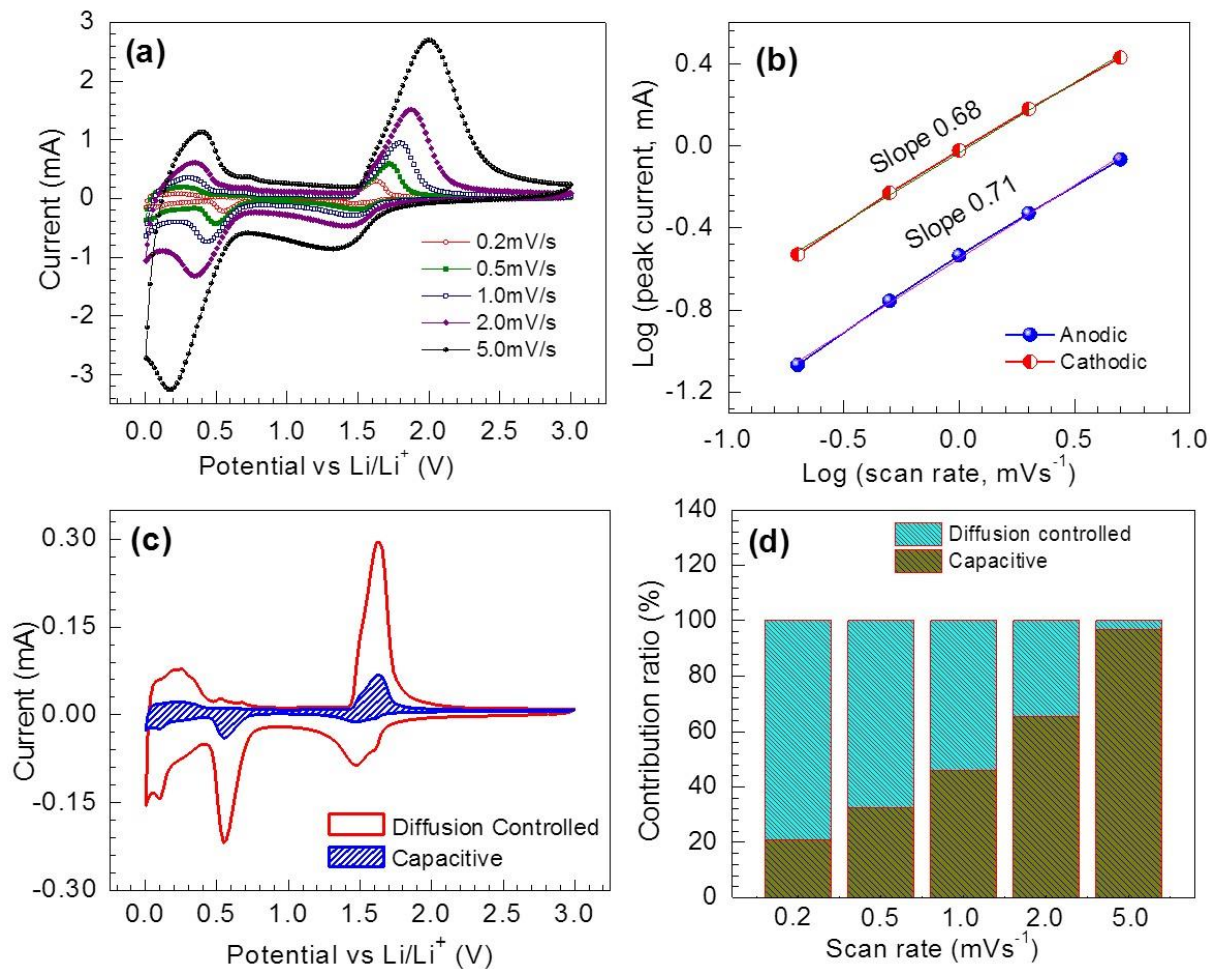 (a)
3
2
1
0
-1
-2
-3
Current (mA)
0.2mV/s
0.5mV/s
1.0mV/s
2.0mV/s
5.0mV/s
0.0 0.5 1.0 1.5 2.0 2.5 3.0
Potential vs Li/Li⁺ (V)
(b)
0.4
0.0
-0.4
-0.8
-1.2
Log (peak current, mA)
Slope 0.68
Slope 0.71
Anodic
Cathodic
-1.0 -0.5 0.0 0.5 1.0
Log (scan rate, mVs⁻¹)
(c)
0.30
0.15
0.00
-0.15
-0.30
Current (mA)
Diffusion Controlled
Capacitive
0.0 0.5 1.0 1.5 2.0 2.5 3.0
Potential vs Li/Li⁺ (V)
(d)
140
120
100
80
60
40
20
0
Contribution ratio (%)
Diffusion controlled
Capacitive
0.2 0.5 1.0 2.0 5.0
Scan rate (mVs⁻¹)